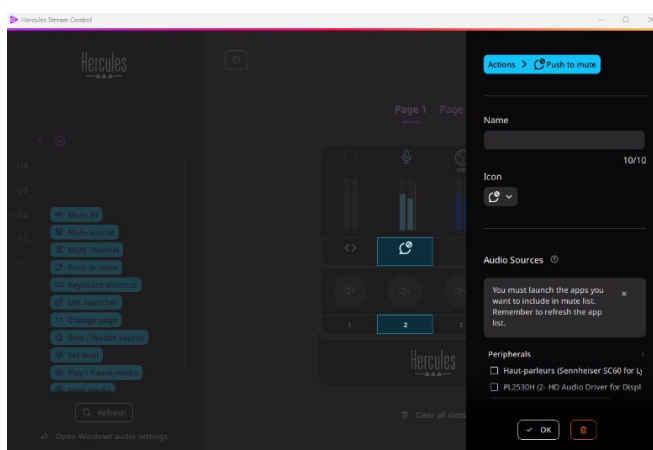 Hercules Stream Control
Hercules
Page 1 Page
Mute all
Mute source
Mute channel
Push to mute
Keyboard shortcut
URL launcher
Change page
Solo / Isolate source
Set level
Play / Pause media
Next media
Refresh
Open Windows audio settings
1 2 3
Hercules
Clear all slots
Actions > Push to mute
Name
10/10
Icon
Audio Sources
You must launch the apps you
want to include in mute list.
Remember to refresh the app
list.
Peripherals
Haut-parleurs (Sennheiser SC60 for Ly
PL2530H (2- HD Audio Driver for Displ
OK